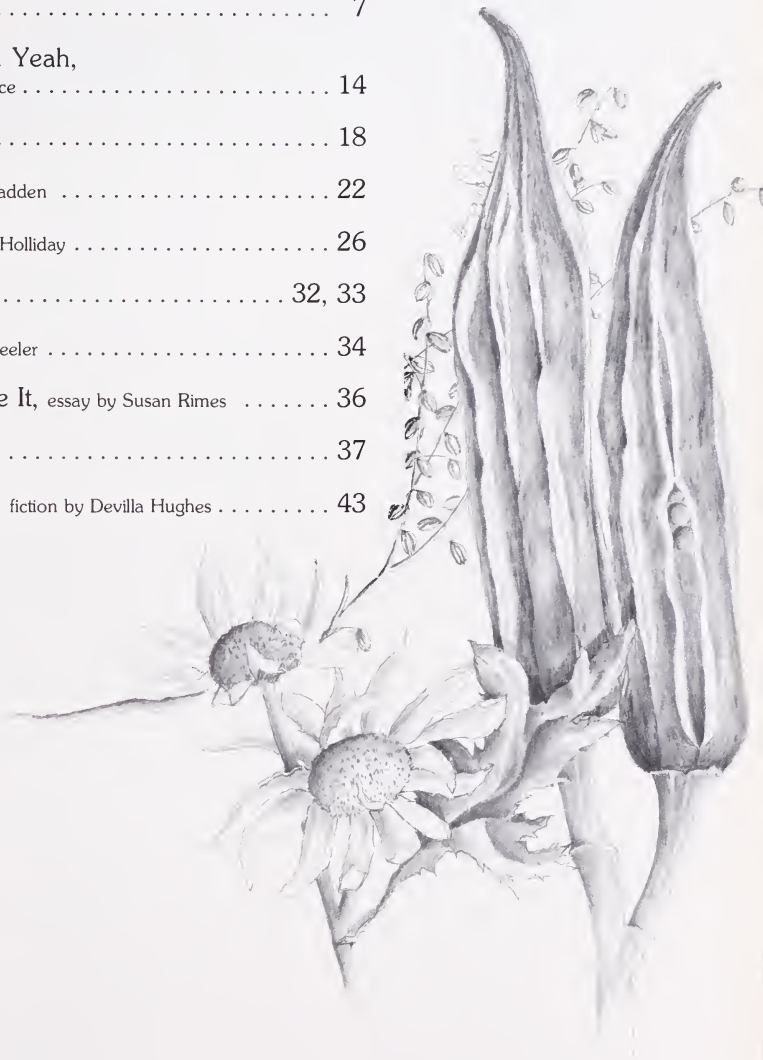 . . . . . . . . . . . . . . . . . . . . . . . . . 7
Yeah,
ce . . . . . . . . . . . . . . . . . . . . . . . . 14
. . . . . . . . . . . . . . . . . . . . . . . . . 18
adden . . . . . . . . . . . . . . . . . . . . . 22
Holliday . . . . . . . . . . . . . . . . . . . . 26
. . . . . . . . . . . . . . . . . . . . . . 32, 33
eeler . . . . . . . . . . . . . . . . . . . . . . 34
e It, essay by Susan Rimes . . . . . . . 36
. . . . . . . . . . . . . . . . . . . . . . . . . 37
fiction by Devilla Hughes . . . . . . . . . 43